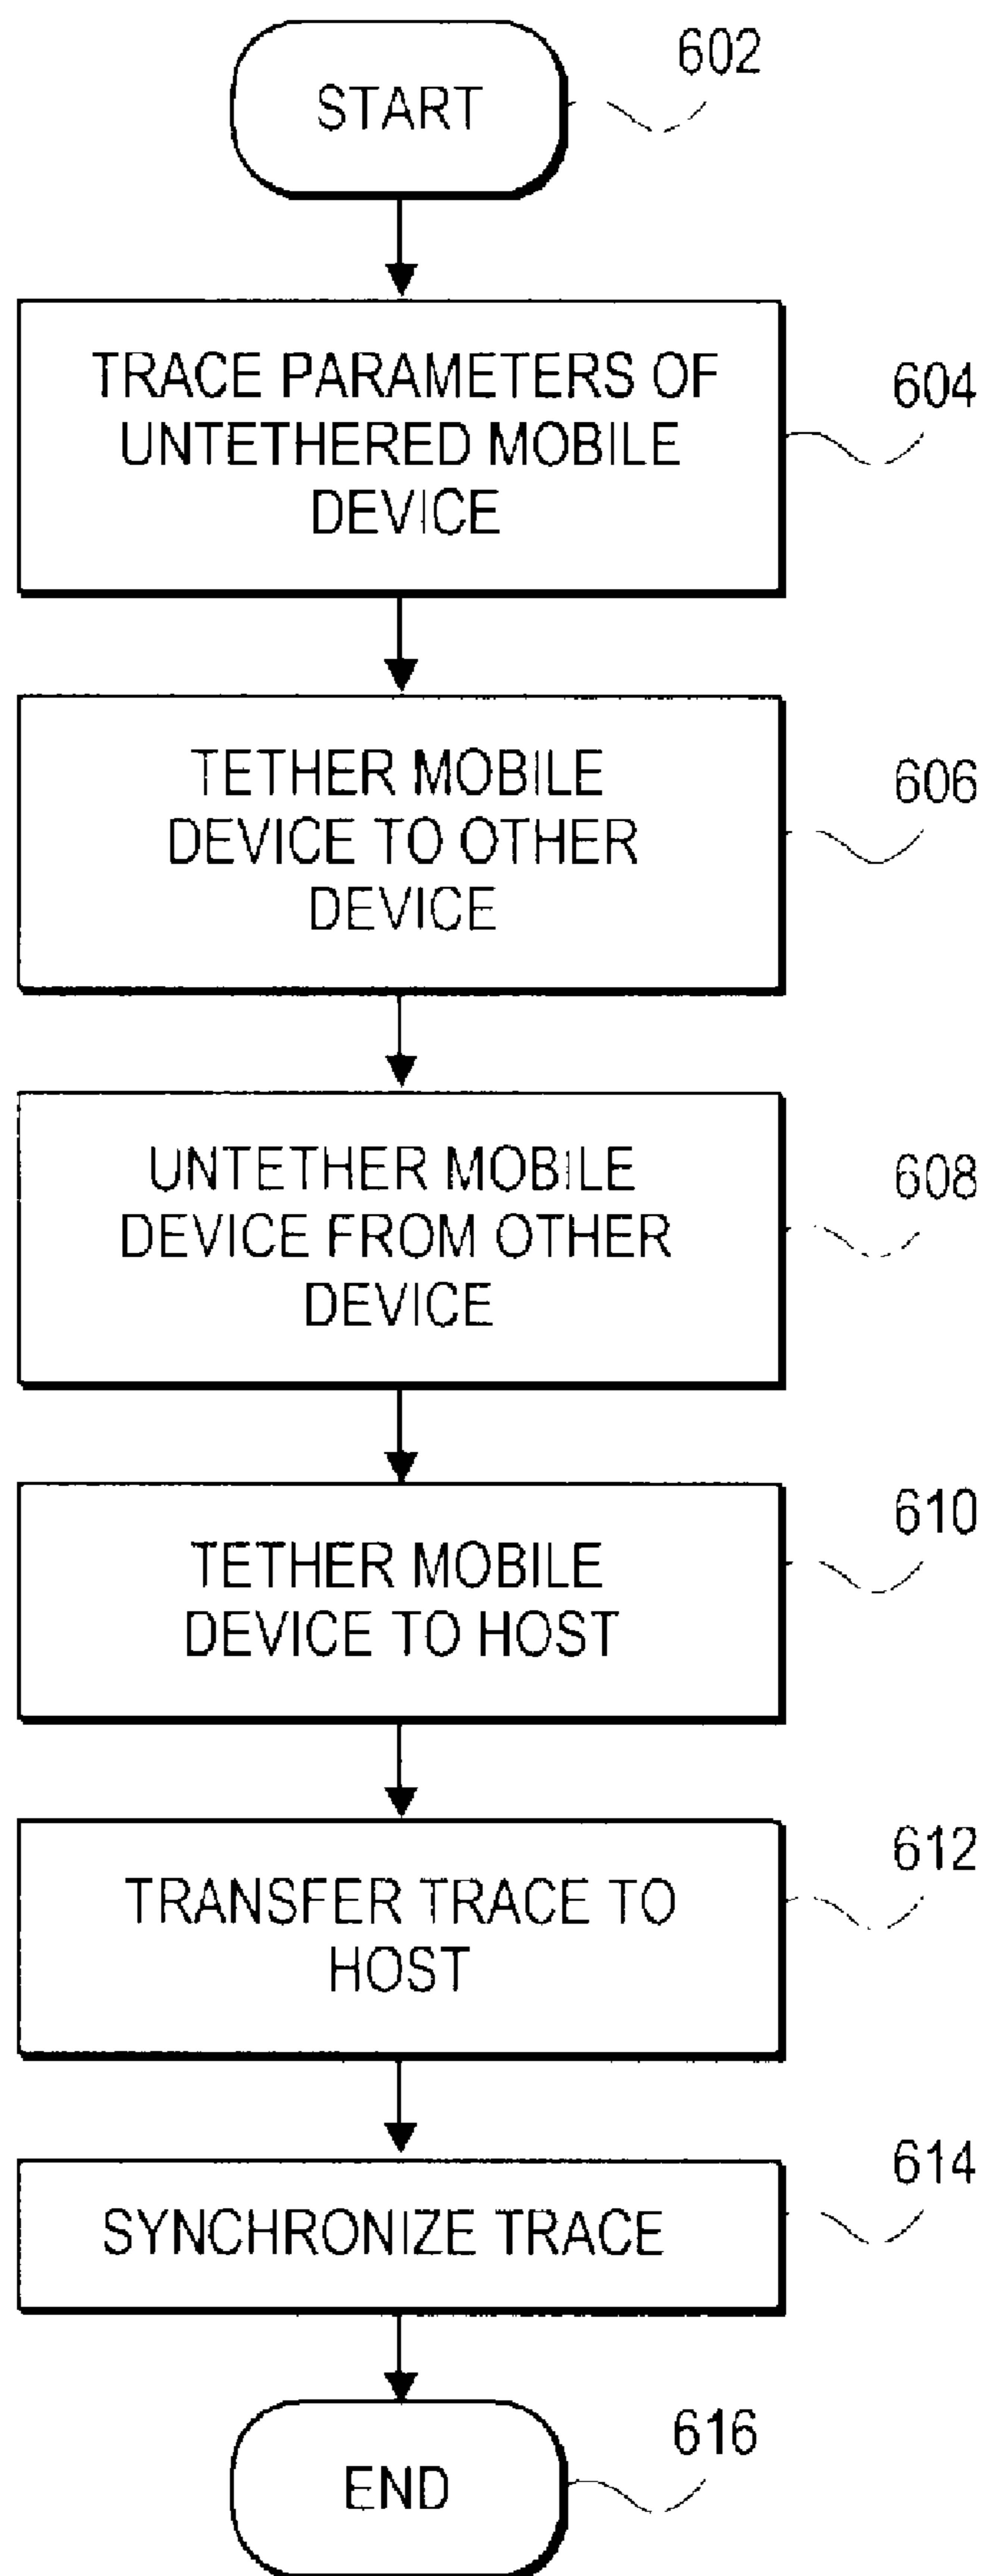 START
602
TRACE PARAMETERS OF
UNTETHERED MOBILE
DEVICE
604
TETHER MOBILE
DEVICE TO OTHER
DEVICE
606
UNTETHER MOBILE
DEVICE FROM OTHER
DEVICE
608
TETHER MOBILE
DEVICE TO HOST
610
TRANSFER TRACE TO
HOST
612
SYNCHRONIZE TRACE
614
END
616